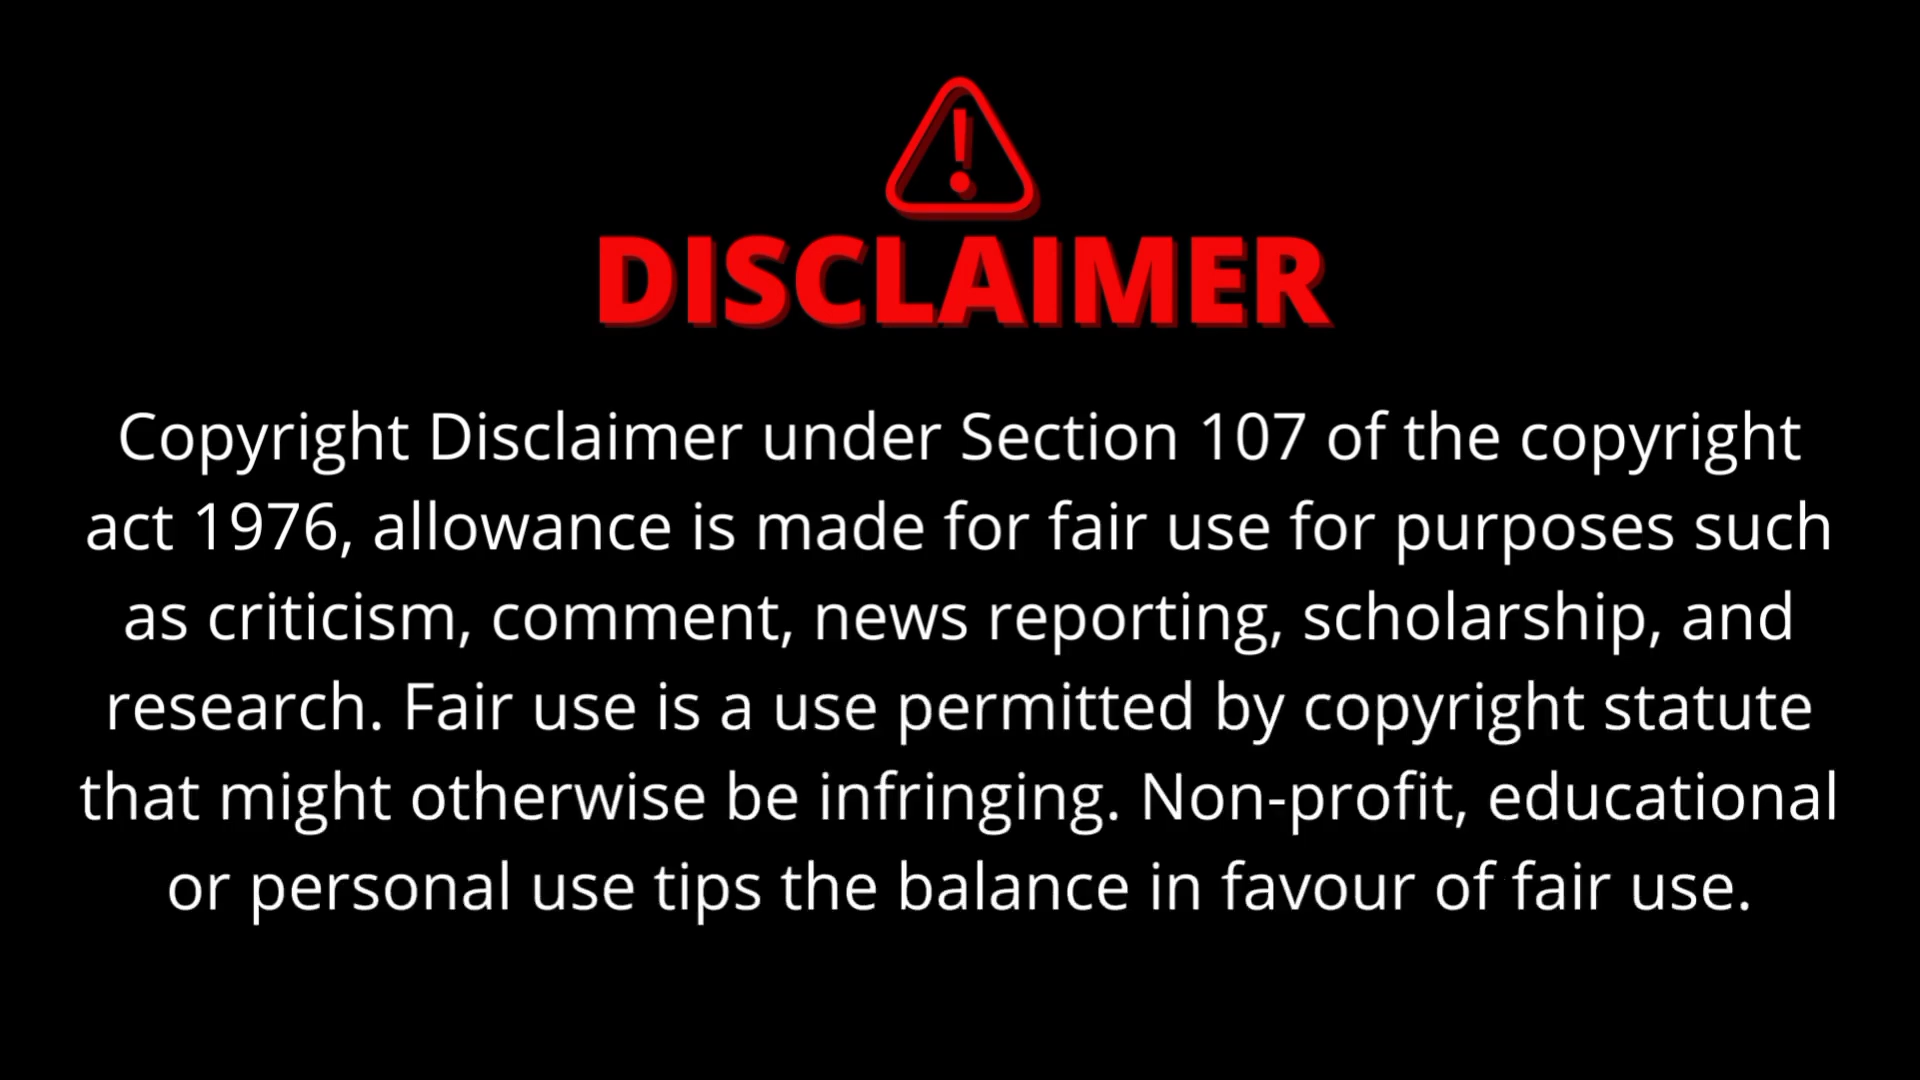 DISCLAIMER
Copyright Disclaimer under Section 107 of the copyright
act 1976, allowance is made for fair use for purposes such
as criticism, comment, news reporting, scholarship, and
research. Fair use is a use permitted by copyright statute
that might otherwise be infringing. Non-profit, educational
or personal use tips the balance in favour of fair use.